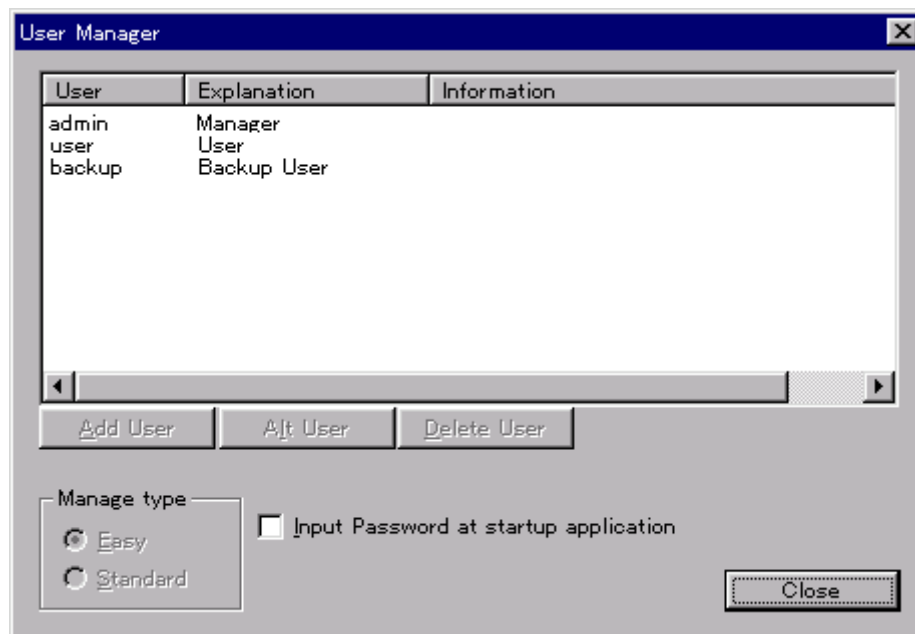 User Manager
User Explanation Information
admin Manager
user User
backup Backup User
Add User Alt User Delete User
Manage type
Easy
Standard
Input Password at startup application
Close